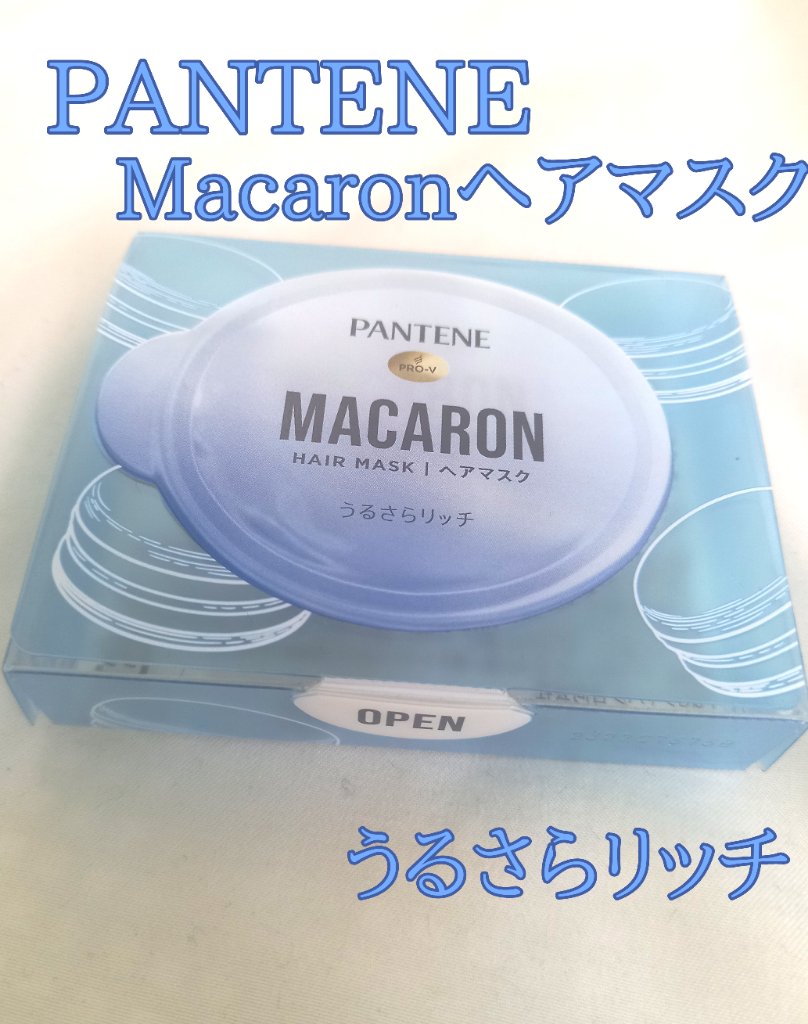 PANTENE
Macaronヘアマスク
PANTENE
PRO-V
MACARON
HAIR MASK | ヘアマスク
うるさらリッチ
OPEN
うるさらリッチ